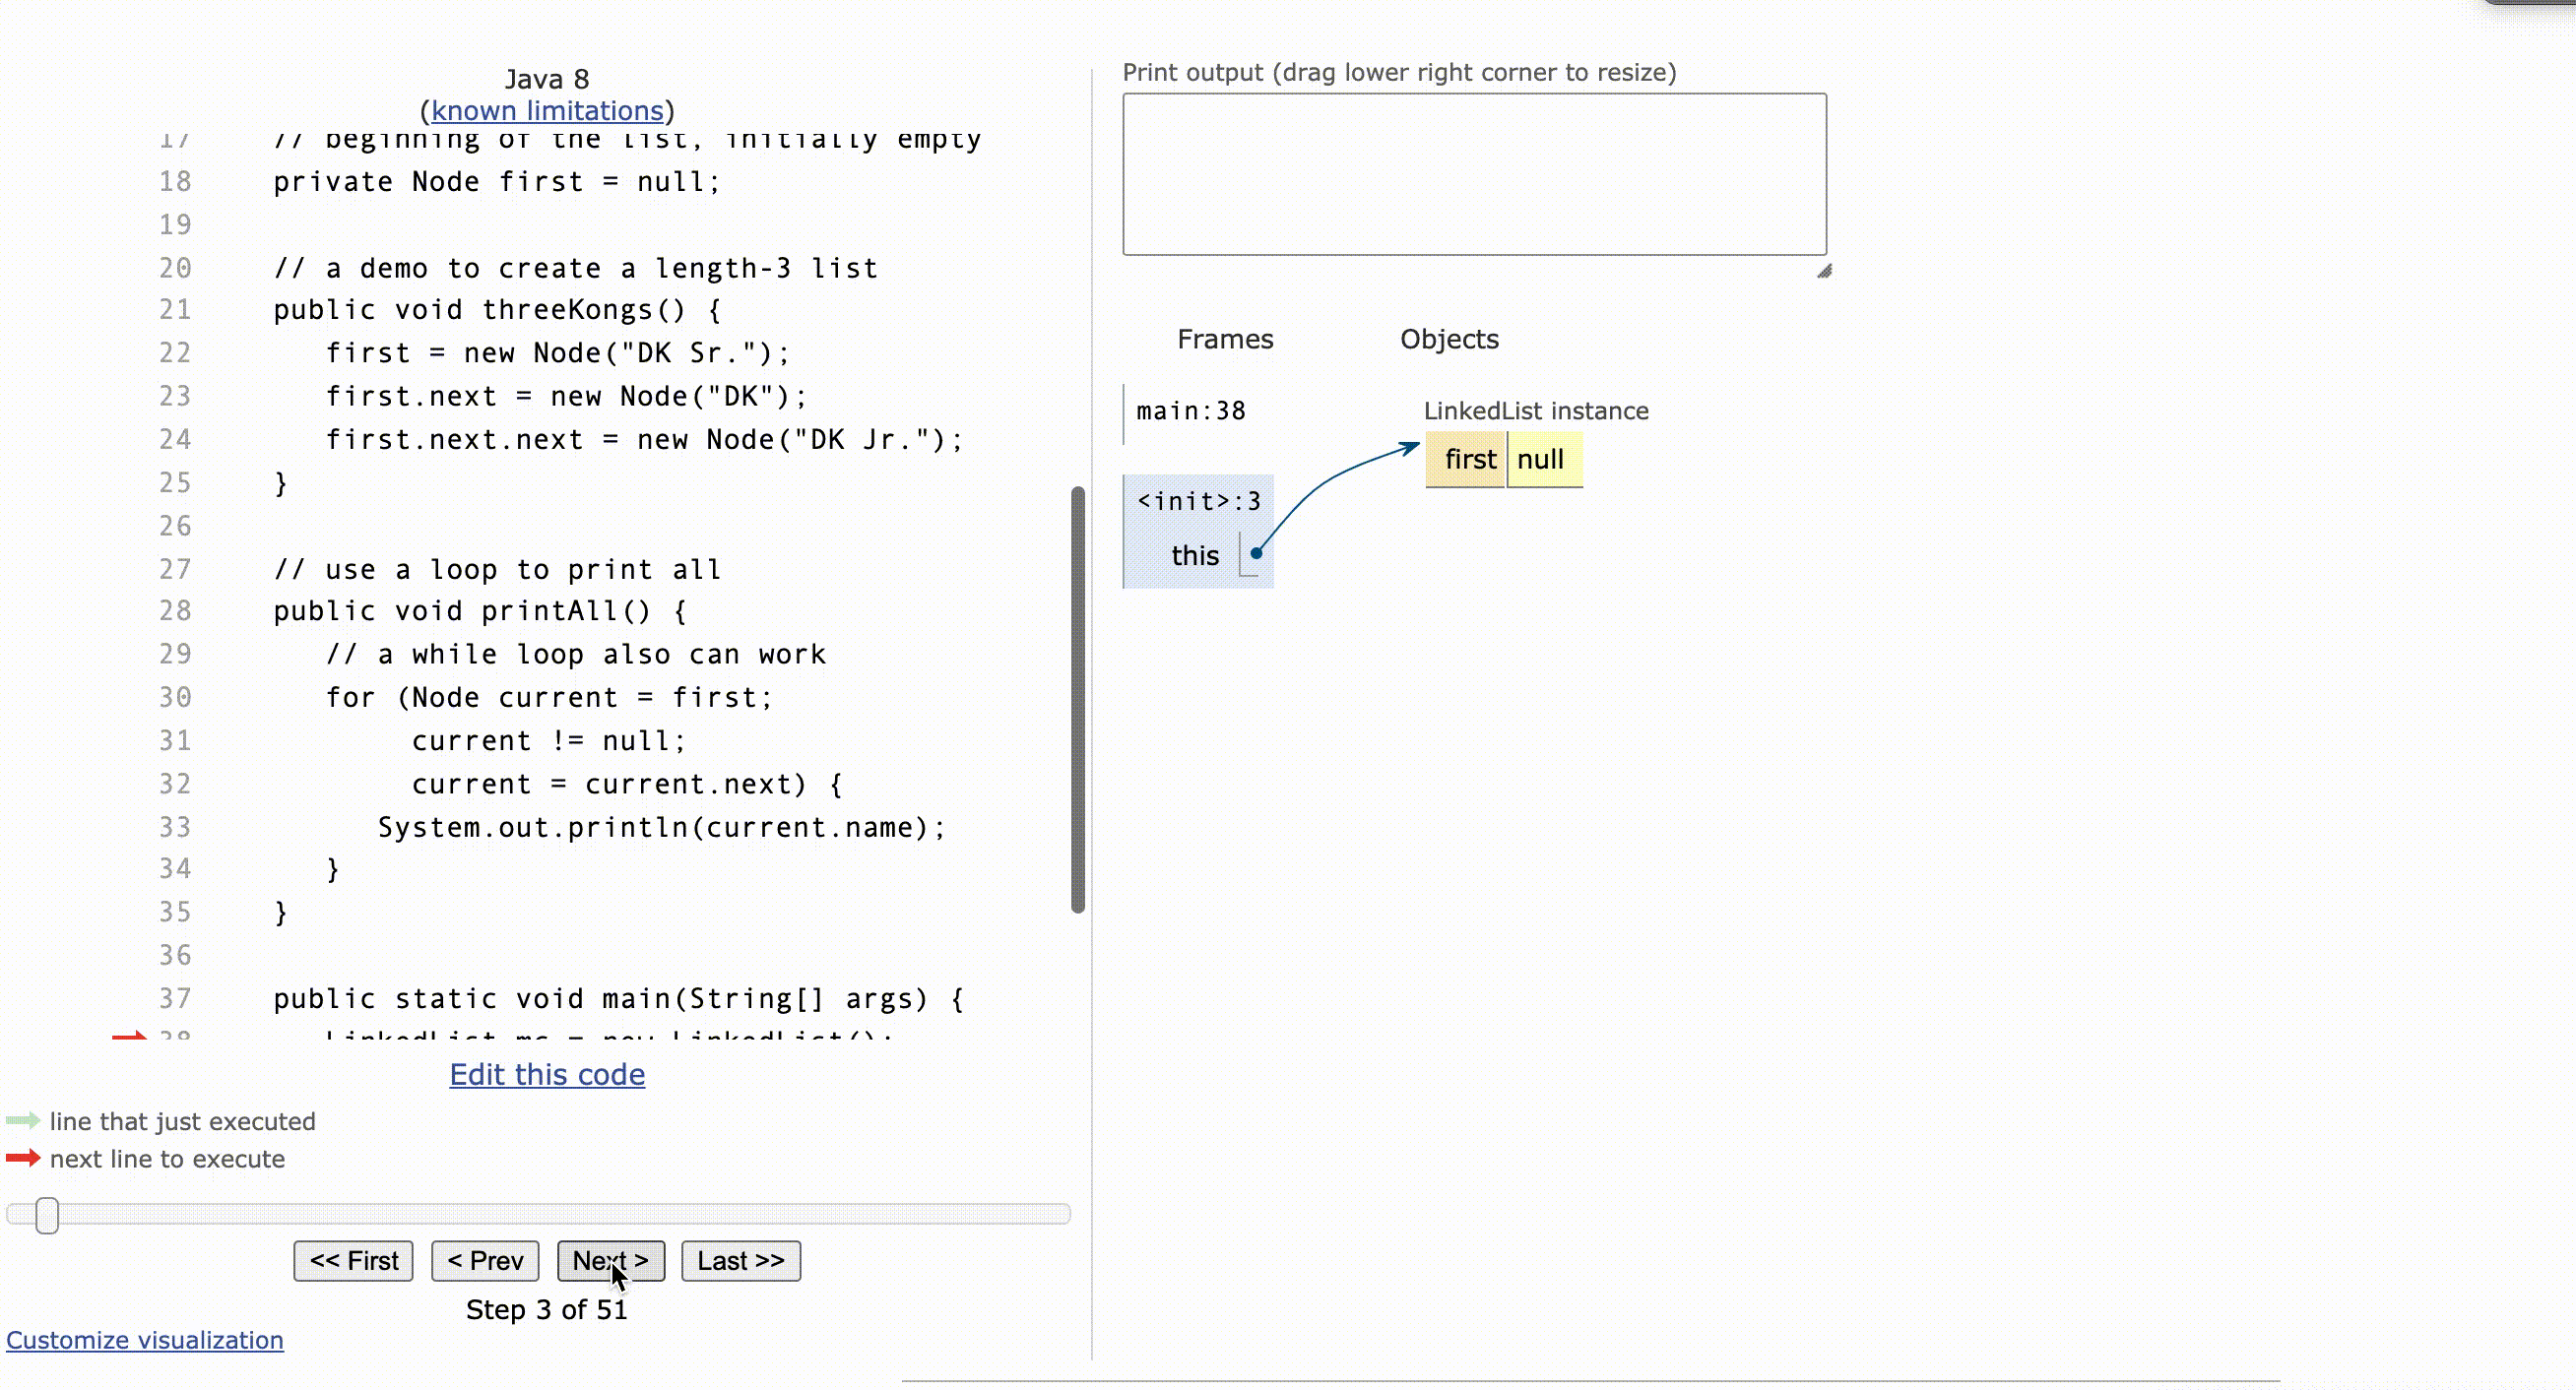 Java 8
(known limitations)
17 // beginning of the list, initially empty
18 private Node first = null;
19
20 // a demo to create a length-3 list
21 public void threeKongs() {
22 first = new Node("DK Sr.");
23 first.next = new Node("DK");
24 first.next.next = new Node("DK Jr.");
25 }
26
27 // use a loop to print all
28 public void printAll() {
29 // a while loop also can work
30 for (Node current = first;
31 current != null;
32 current = current.next) {
33 System.out.println(current.name);
34 }
35 }
36
37 public static void main(String[] args) {
38 LinkedList mc = new LinkedList();
Edit this code
line that just executed
next line to execute
<< First < Prev Next > Last >>
Step 3 of 51
Customize visualization
Print output (drag lower right corner to resize)
Frames Objects
main:38
LinkedList instance
first null
<init>:3
this